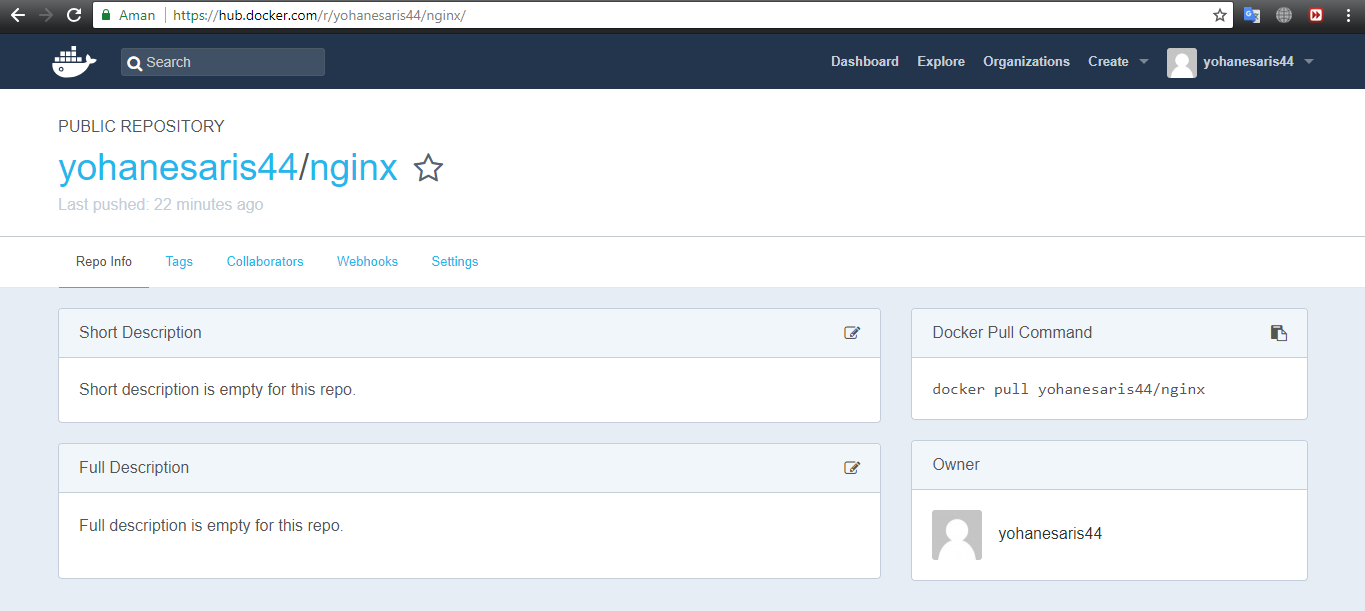 Aman https://hub.docker.com/r/yohanesaris44/nginx/
Search Dashboard Explore Organizations Create yohanesaris44
PUBLIC REPOSITORY
yohanesaris44/nginx
Last pushed: 22 minutes ago
Repo Info Tags Collaborators Webhooks Settings
Short Description
Short description is empty for this repo.
Full Description
Full description is empty for this repo.
Docker Pull Command
docker pull yohanesaris44/nginx
Owner
yohanesaris44